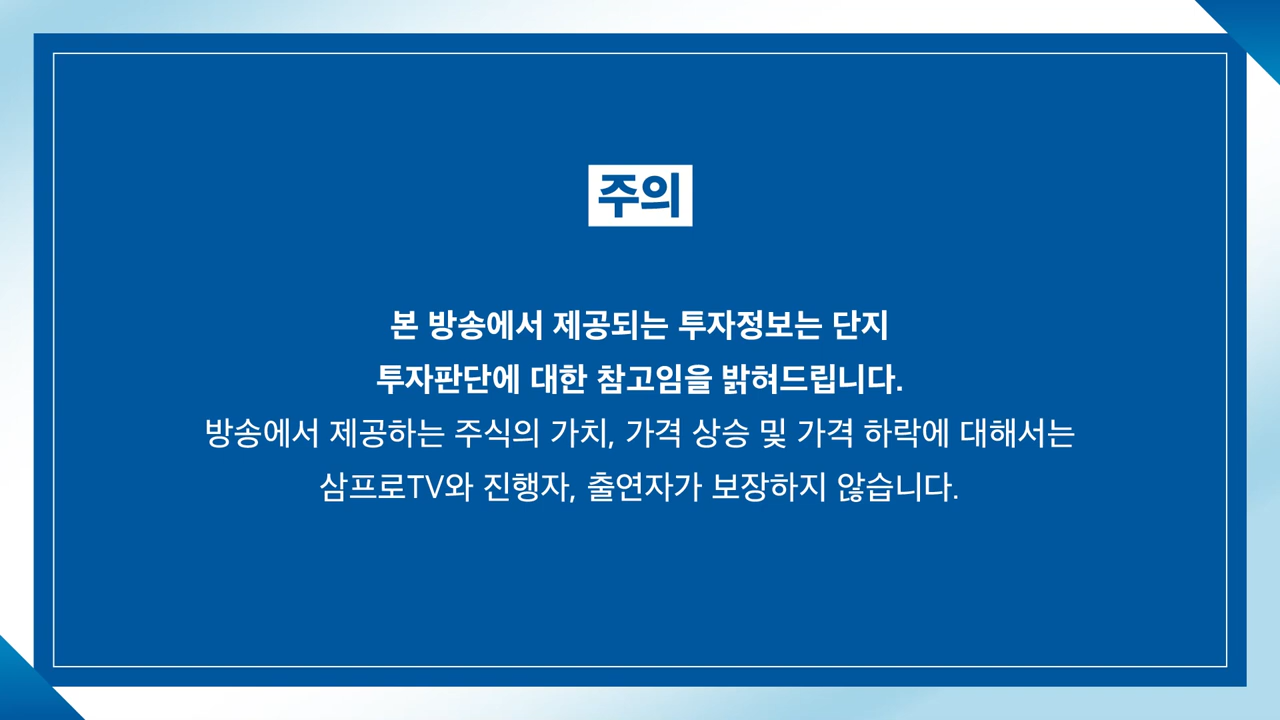 주의
본 방송에서 제공되는 투자정보는 단지
투자판단에 대한 참고임을 밝혀드립니다.
방송에서 제공하는 주식의 가치, 가격 상승 및 가격 하락에 대해서는
삼프로TV와 진행자, 출연자가 보장하지 않습니다.